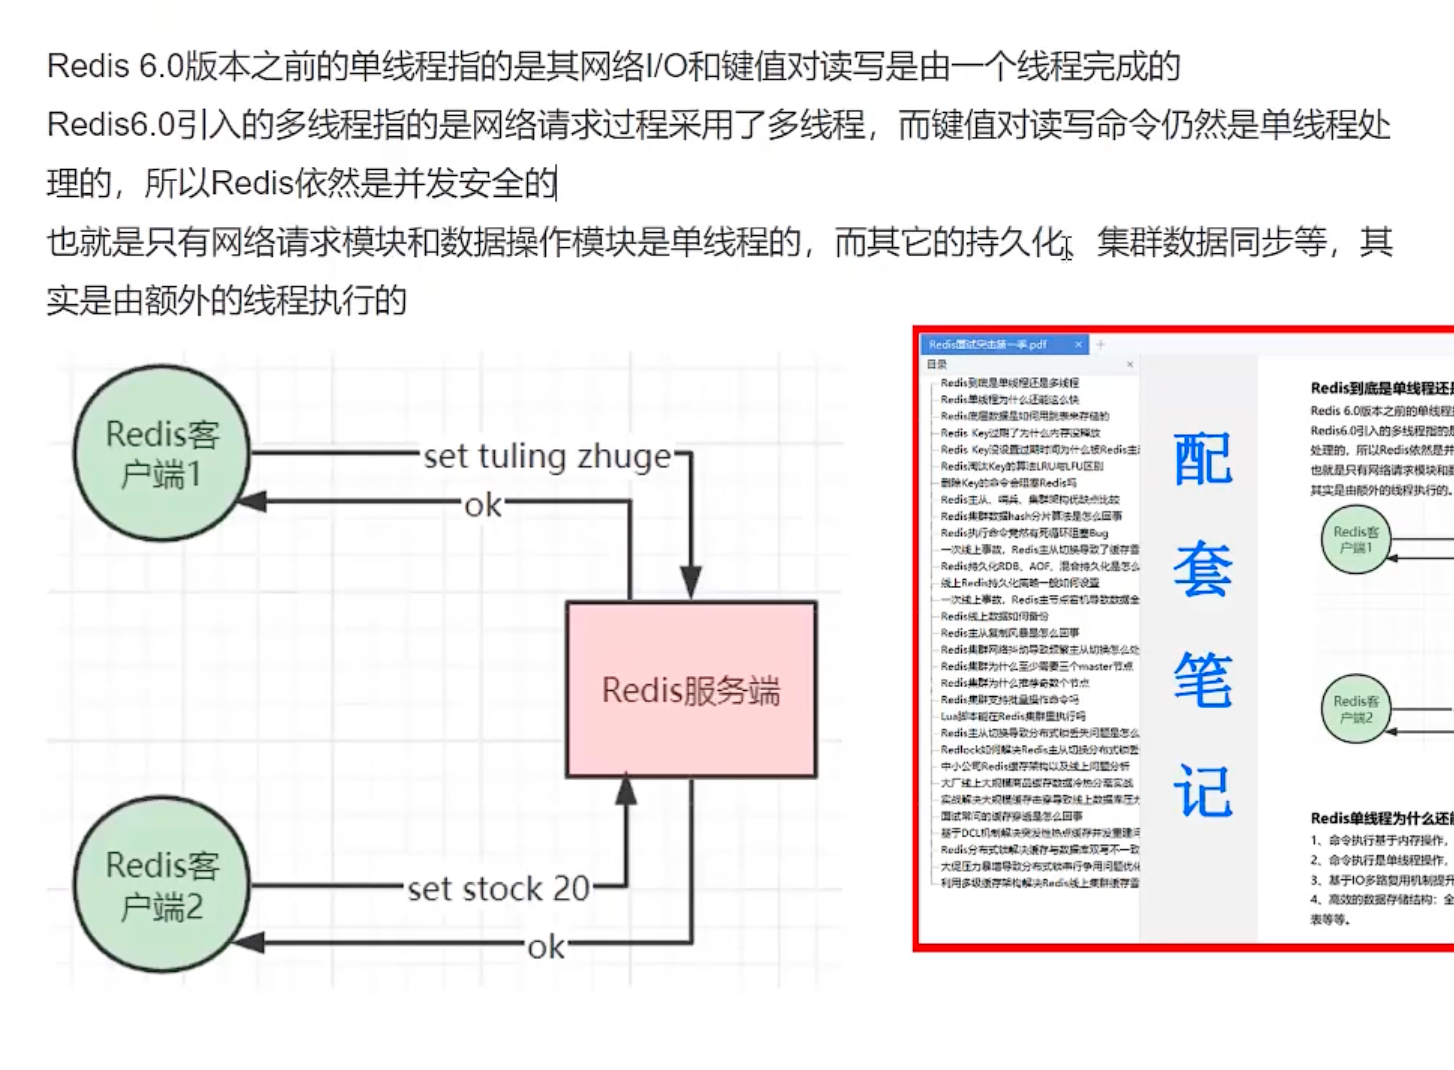 Redis 6.0版本之前的单线程指的是其网络I/O和键值对读写是由一个线程完成的
Redis6.0引入的多线程指的是网络请求过程采用了多线程，而键值对读写命令仍然是单线程处
理的，所以Redis依然是并发安全的
也就是只有网络请求模块和数据操作模块是单线程的，而其它的持久化、集群数据同步等，其
实是由额外的线程执行的
Redis客
户端1
set tuling zhuge
ok
Redis服务端
Redis客
户端2
set stock 20
ok
Redis面试突击第一季.pdf
目录
Redis到底是单线程还是多线程
Redis单线程为什么还能这么快
Redis底层数据是如何用跳表来存储的
Redis Key过期了为什么内存没释放
Redis Key没设置过期时间为什么被Redis主
Redis淘汰Key的算法LRU与LFU区别
删除Key的命令会阻塞Redis吗
Redis主从、哨兵、集群架构优缺点比较
Redis集群数据hash分片算法是怎么回事
Redis执行命令竟然有死循环阻塞Bug
一次线上事故，Redis主从切换导致了缓存雪
Redis持久化RDB、AOF、混合持久化是怎么
线上Redis持久化策略一般如何设置
一次线上事故，Redis主节点宕机导致数据全
Redis线上数据如何备份
Redis主从复制风暴是怎么回事
Redis集群网络抖动导致频繁主从切换怎么处
Redis集群为什么至少需要三个master节点
Redis集群为什么推荐奇数个节点
Redis集群支持批量操作命令吗
Lua脚本能在Redis集群里执行吗
Redis主从切换导致分布式锁丢失问题是怎么
Redlock如何解决Redis主从切换分布式锁丢
中小公司Redis缓存架构以及线上问题分析
大厂线上大规模商品缓存数据冷热分离实战
实战解决大规模缓存击穿导致线上数据库压力
面试常问的缓存穿透是怎么回事
基于DCL机制解决突发性热点缓存并发重建问
Redis分布式锁解决缓存与数据库双写不一致
大促压力暴增导致分布式锁串行争用问题优化
利用多级缓存架构解决Redis线上集群缓存雪
配
套
笔
记
Redis到底是单线程还是
Redis 6.0版本之前的单线程
Redis6.0引入的多线程指的是
处理的，所以Redis依然是并
也就是只有网络请求模块和数
其实是由额外的线程执行的。
Redis客
户端1
Redis客
户端2
Redis单线程为什么还能
1、命令执行基于内存操作，
2、命令执行是单线程操作，
3、基于IO多路复用机制提升
4、高效的数据存储结构：全
表等等。